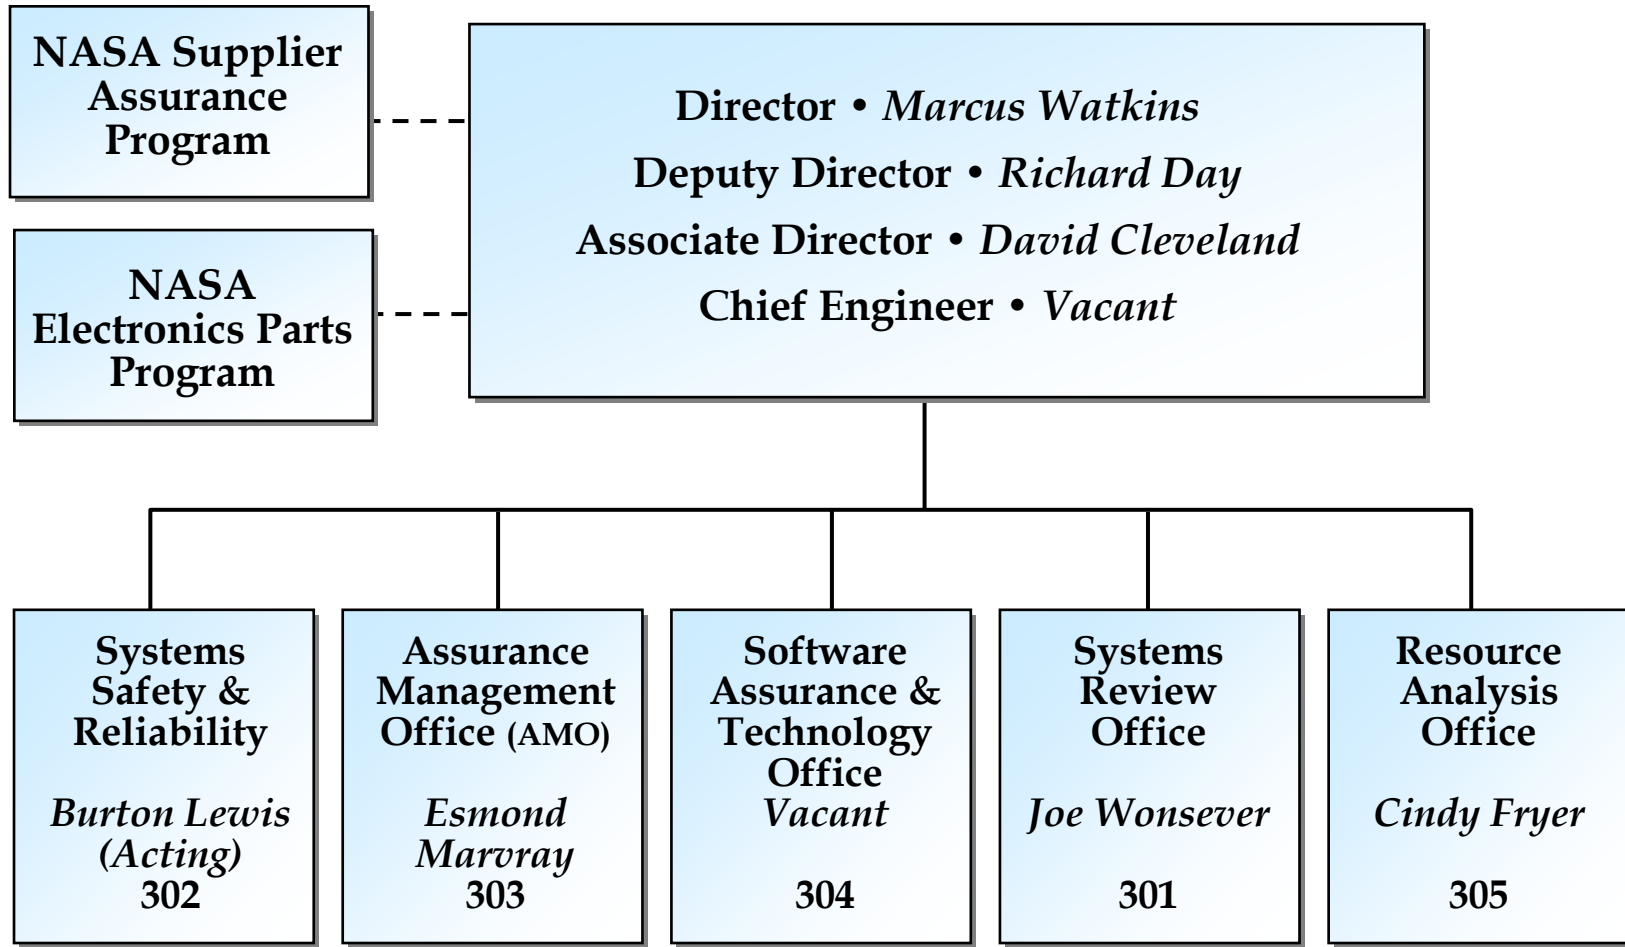 NASA Supplier
Assurance
Program
NASA
Electronics Parts
Program
Director • Marcus Watkins
Deputy Director • Richard Day
Associate Director • David Cleveland
Chief Engineer • Vacant
Systems
Safety &
Reliability
Burton Lewis
(Acting)
302
Assurance
Management
Office (AMO)
Esmond
Marvray
303
Software
Assurance &
Technology
Office
Vacant
304
Systems
Review
Office
Joe Wonsever
301
Resource
Analysis
Office
Cindy Fryer
305